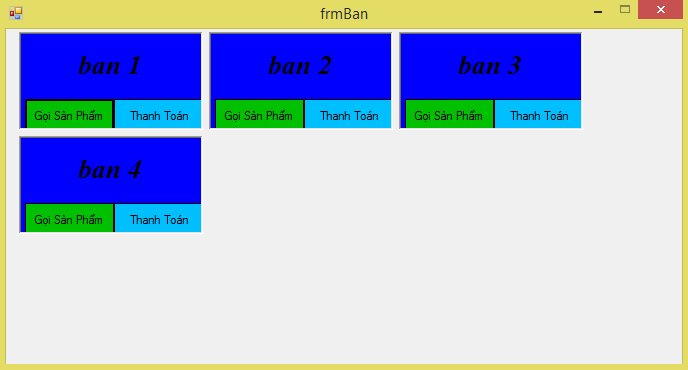 frmBan
ban 1
ban 2
ban 3
Gọi Sản Phẩm
Thanh Toán
Gọi Sản Phẩm
Thanh Toán
Gọi Sản Phẩm
Thanh Toán
ban 4
Gọi Sản Phẩm
Thanh Toán